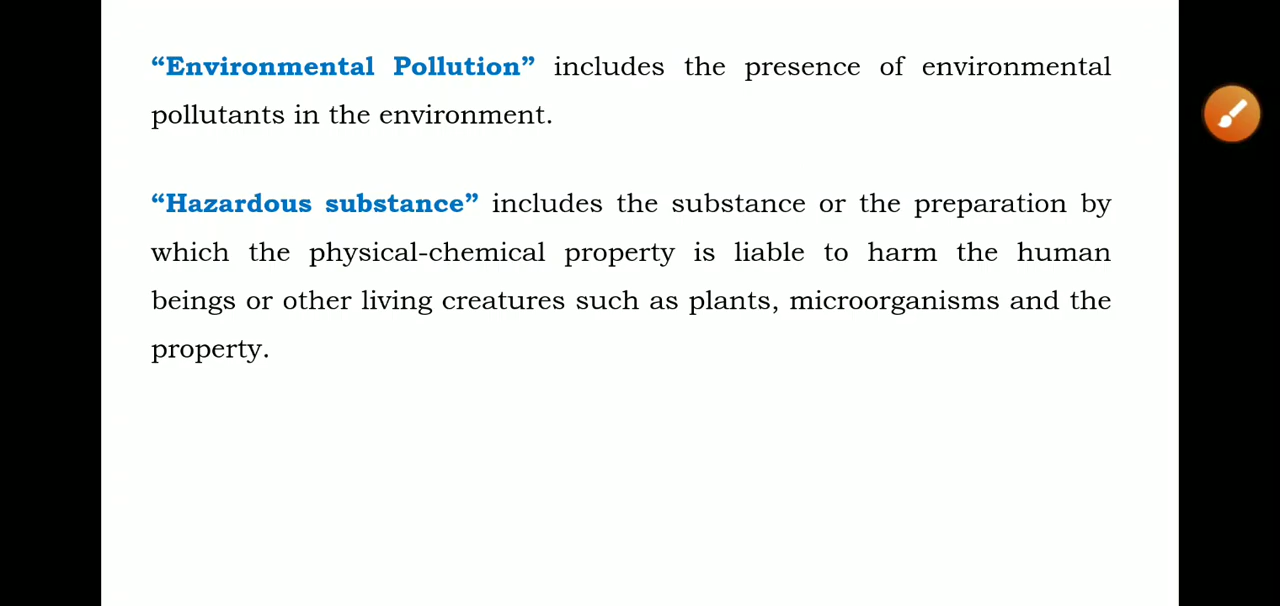 “Environmental Pollution” includes the presence of environmental
pollutants in the environment.
“Hazardous substance” includes the substance or the preparation by
which the physical-chemical property is liable to harm the human
beings or other living creatures such as plants, microorganisms and the
property.